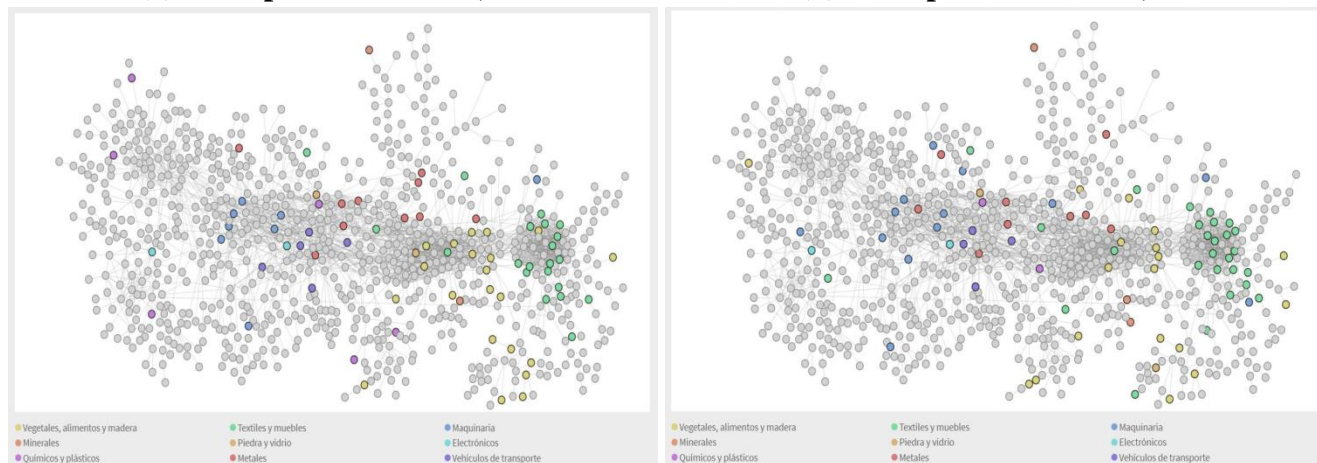 Vegetales, alimentos y madera
Textiles y muebles
Maquinaria
Minerales
Piedra y vidrio
Electrónicos
Químicos y plásticos
Metales
Vehículos de transporte
Vegetales, alimentos y madera
Textiles y muebles
Maquinaria
Minerales
Piedra y vidrio
Electrónicos
Químicos y plásticos
Metales
Vehículos de transporte